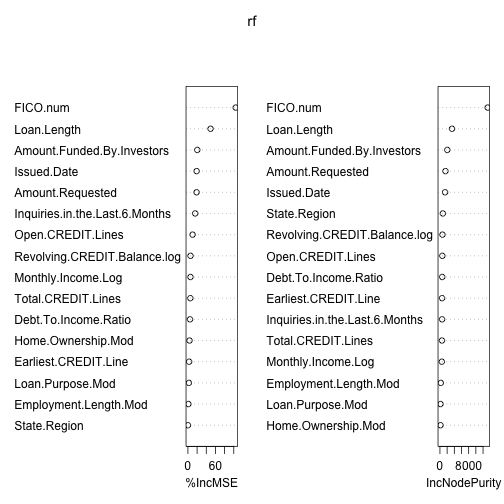 rf
FICO.num
Loan.Length
Amount.Funded.By.Investors
Issued.Date
Amount.Requested
Inquiries.in.the.Last.6.Months
Open.CREDIT.Lines
Revolving.CREDIT.Balance.log
Monthly.Income.Log
Total.CREDIT.Lines
Debt.To.Income.Ratio
Home.Ownership.Mod
Earliest.CREDIT.Line
Loan.Purpose.Mod
Employment.Length.Mod
State.Region
0 60
%IncMSE
FICO.num
Loan.Length
Amount.Funded.By.Investors
Amount.Requested
Issued.Date
State.Region
Revolving.CREDIT.Balance.log
Open.CREDIT.Lines
Debt.To.Income.Ratio
Earliest.CREDIT.Line
Inquiries.in.the.Last.6.Months
Total.CREDIT.Lines
Monthly.Income.Log
Employment.Length.Mod
Loan.Purpose.Mod
Home.Ownership.Mod
0 8000
IncNodePurity